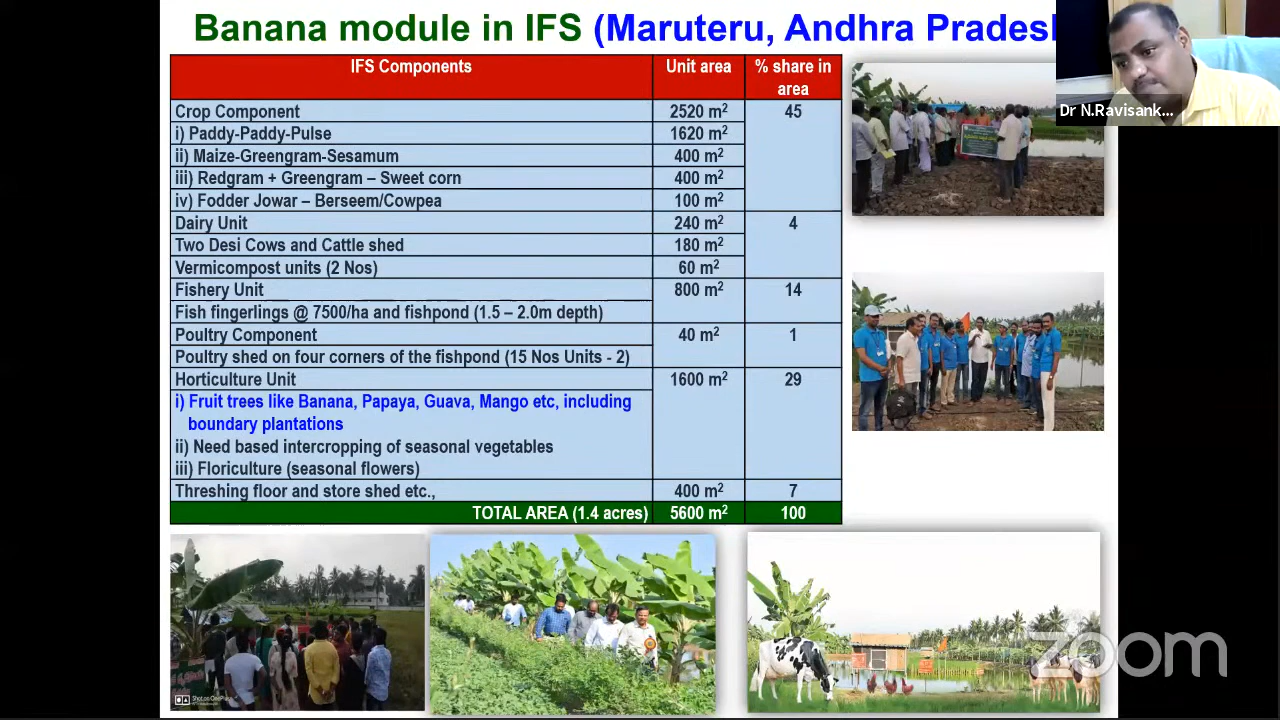 Banana module in IFS (Maruteru, Andhra Pradesh
IFS Components Unit area % share in area
Crop Component 2520 m² 45
i) Paddy-Paddy-Pulse 1620 m²
ii) Maize-Greengram-Sesamum 400 m²
iii) Redgram + Greengram – Sweet corn 400 m²
iv) Fodder Jowar – Berseem/Cowpea 100 m²
Dairy Unit 240 m² 4
Two Desi Cows and Cattle shed 180 m²
Vermicompost units (2 Nos) 60 m²
Fishery Unit 800 m² 14
Fish fingerlings @ 7500/ha and fishpond (1.5 – 2.0m depth)
Poultry Component 40 m² 1
Poultry shed on four corners of the fishpond (15 Nos Units - 2)
Horticulture Unit 1600 m² 29
i) Fruit trees like Banana, Papaya, Guava, Mango etc, including
boundary plantations
ii) Need based intercropping of seasonal vegetables
iii) Floriculture (seasonal flowers)
Threshing floor and store shed etc., 400 m² 7
TOTAL AREA (1.4 acres) 5600 m² 100
Dr N.Ravisank...
Shot on OnePlus
zoom